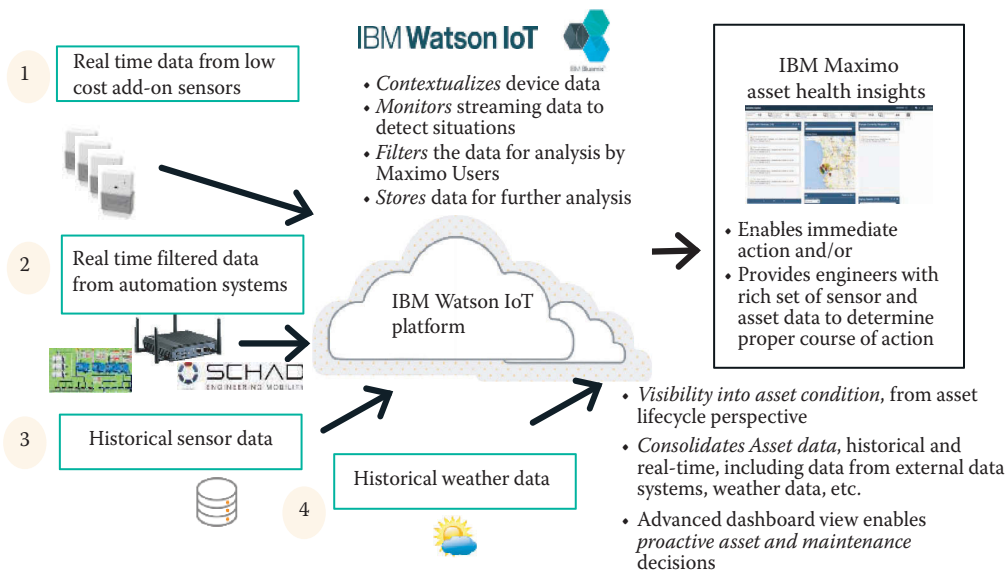 1
Real time data from low
cost add-on sensors
IBM Watson IoT
IBM Bluemix™
• Contextualizes device data
• Monitors streaming data to
detect situations
• Filters the data for analysis by
Maximo Users
• Stores data for further analysis
IBM Maximo
asset health insights
• Enables immediate
action and/or
• Provides engineers with
rich set of sensor and
asset data to determine
proper course of action
2
Real time filtered data
from automation systems
SCHAD
ENGINEERING MOBILITY
IBM Watson IoT
platform
3
Historical sensor data
4
Historical weather data
• Visibility into asset condition, from asset
lifecycle perspective
• Consolidates Asset data, historical and
real-time, including data from external data
systems, weather data, etc.
• Advanced dashboard view enables
proactive asset and maintenance
decisions